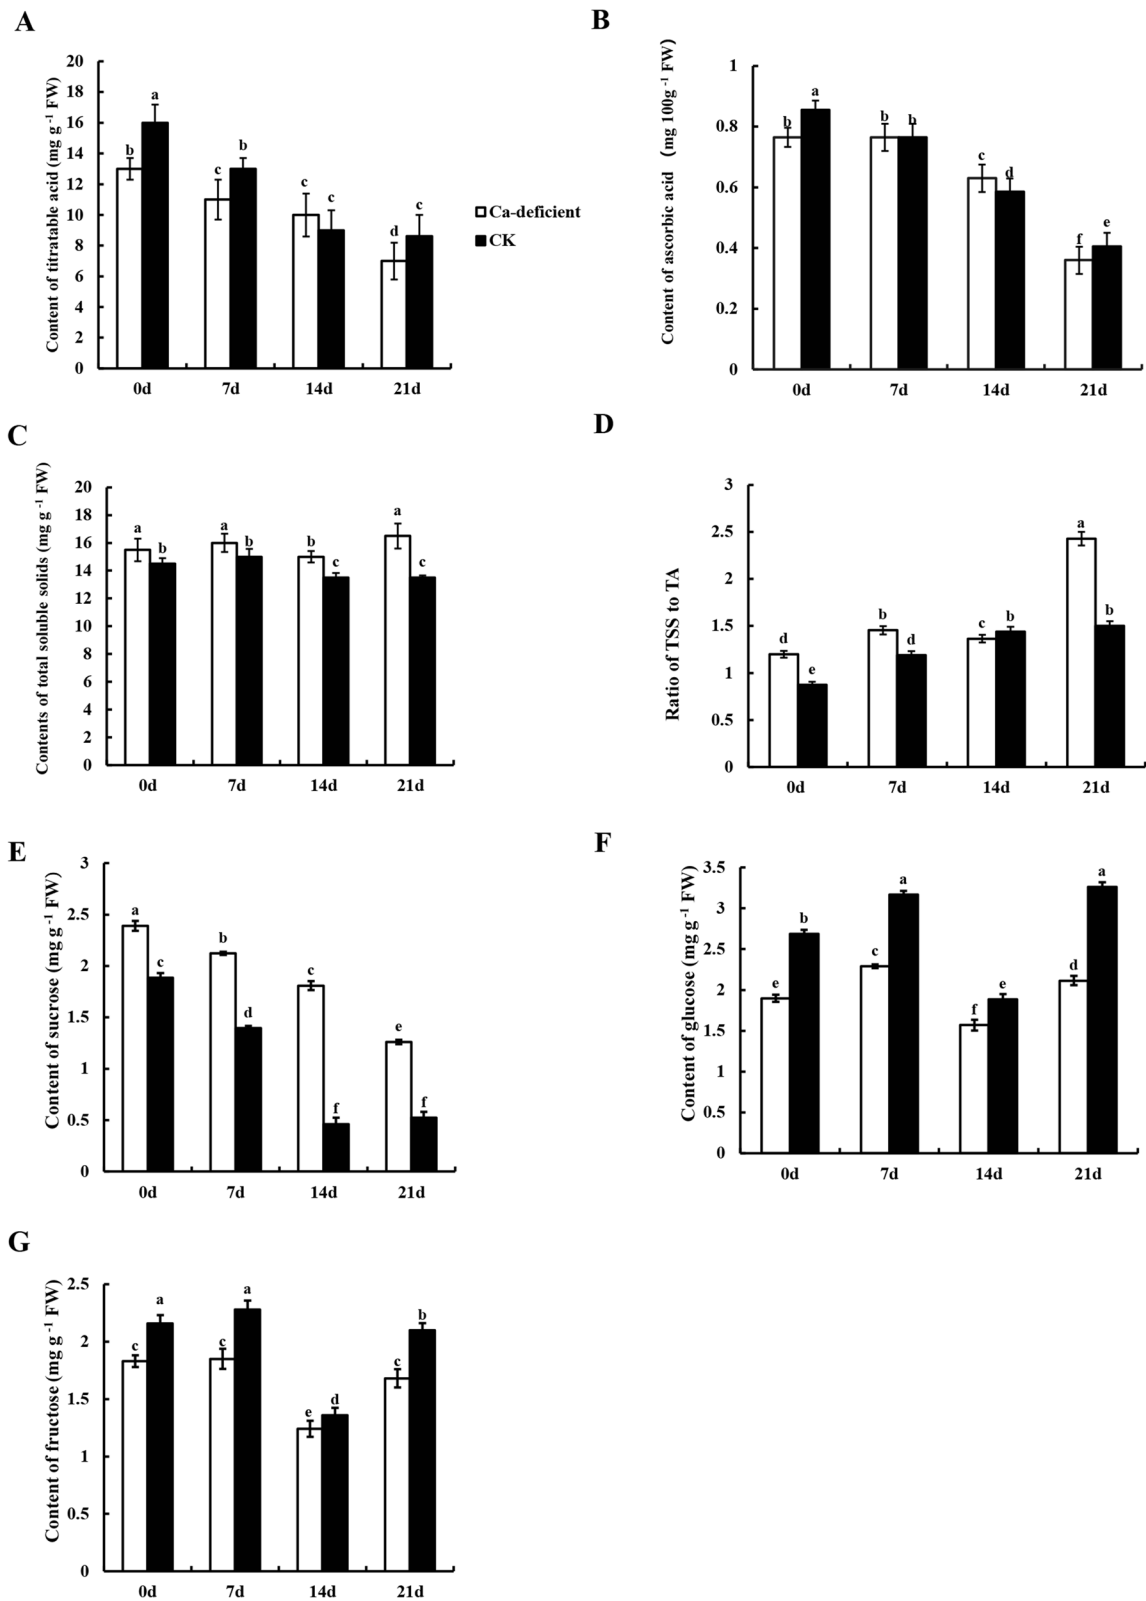 A
Content of titratable acid (mg g⁻¹ FW)
20
18
16
14
12
10
8
6
4
2
0
b
a
c
b
c
c
d
c
0d
7d
14d
21d
Ca-deficient
CK
B
Content of ascorbic acid (mg 100g⁻¹ FW)
1
0.8
0.6
0.4
0.2
0
b
a
b
b
c
d
f
e
0d
7d
14d
21d
C
Contents of total soluble solids (mg g⁻¹ FW)
20
18
16
14
12
10
8
6
4
2
0
a
b
a
b
b
c
a
c
0d
7d
14d
21d
D
Ratio of TSS to TA
3
2.5
2
1.5
1
0.5
0
d
e
b
d
c
b
a
b
0d
7d
14d
21d
E
Content of sucrose (mg g⁻¹ FW)
3
2.5
2
1.5
1
0.5
0
a
c
b
d
c
f
e
f
0d
7d
14d
21d
F
Content of glucose (mg g⁻¹ FW)
3.5
3
2.5
2
1.5
1
0.5
0
e
b
c
a
f
e
d
a
0d
7d
14d
21d
G
Content of fructose (mg g⁻¹ FW)
2.5
2
1.5
1
0.5
0
c
a
c
a
e
d
c
b
0d
7d
14d
21d